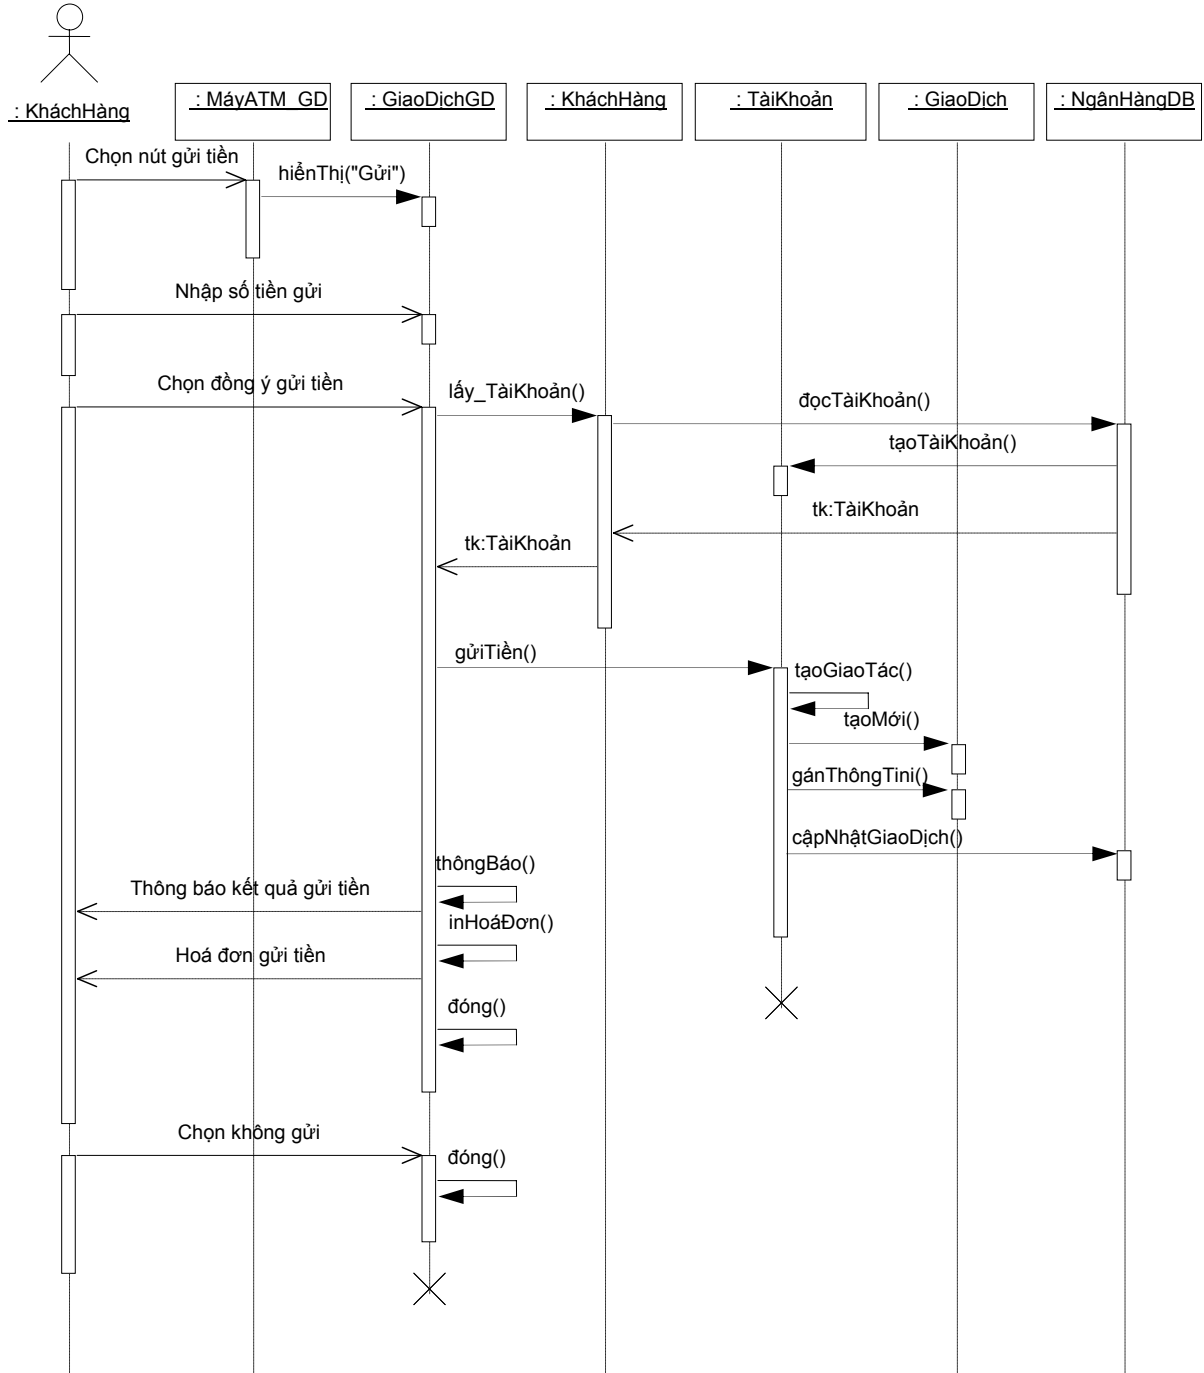 : KháchHàng
: MáyATM_GD
: GiaoDịchGD
: KháchHàng
: TàiKhoản
: GiaoDịch
: NgânHàngDB
Chọn nút gửi tiền
hiểnThị("Gửi")
Nhập số tiền gửi
Chọn đồng ý gửi tiền
lấy_TàiKhoản()
đọcTàiKhoản()
tạoTàiKhoản()
tk:TàiKhoản
tk:TàiKhoản
gửiTiền()
tạoGiaoTác()
tạoMới()
gánThôngTini()
cậpNhậtGiaoDịch()
thôngBáo()
Thông báo kết quả gửi tiền
inHoáĐơn()
Hoá đơn gửi tiền
đóng()
Chọn không gửi
đóng()